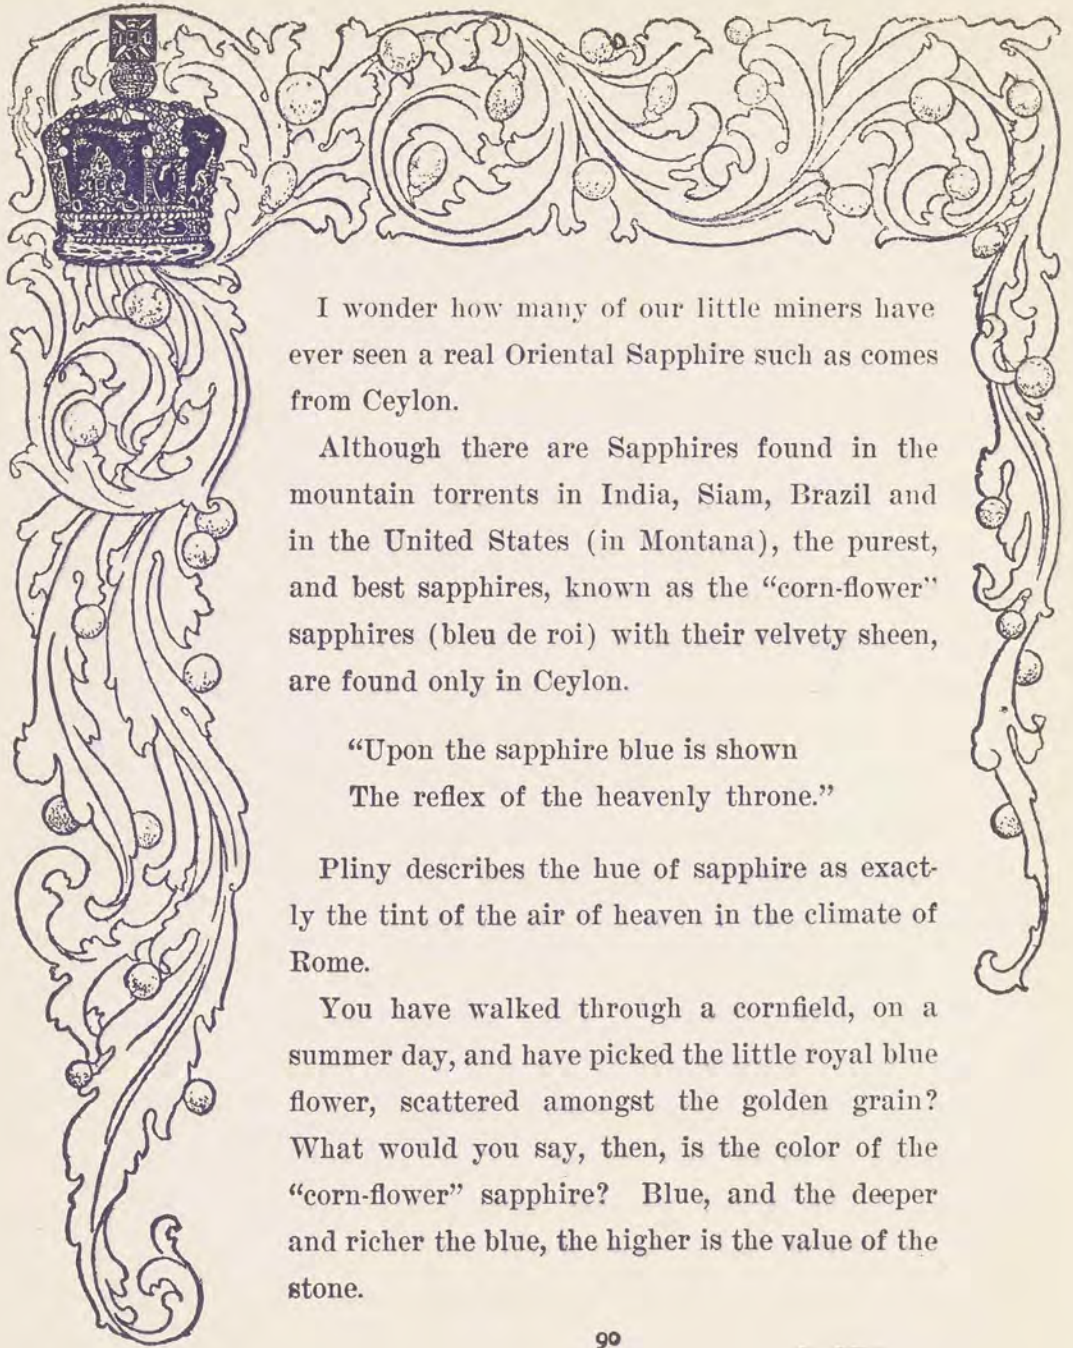 I wonder how many of our little miners have
ever seen a real Oriental Sapphire such as comes
from Ceylon.
Although there are Sapphires found in the
mountain torrents in India, Siam, Brazil and
in the United States (in Montana), the purest,
and best sapphires, known as the “corn-flower”
sapphires (bleu de roi) with their velvety sheen,
are found only in Ceylon.
“Upon the sapphire blue is shown
The reflex of the heavenly throne.”
Pliny describes the hue of sapphire as exact-
ly the tint of the air of heaven in the climate of
Rome.
You have walked through a cornfield, on a
summer day, and have picked the little royal blue
flower, scattered amongst the golden grain?
What would you say, then, is the color of the
“corn-flower” sapphire? Blue, and the deeper
and richer the blue, the higher is the value of the
stone.
90